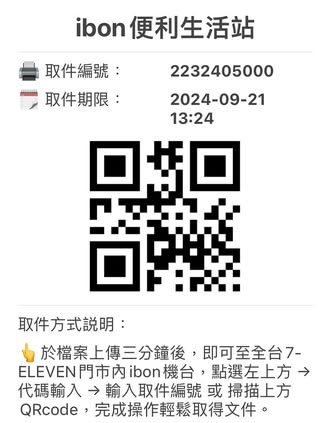 ibon便利生活站
取件編號： 2232405000
取件期限： 2024-09-21
13:24
取件方式説明：
👆於檔案上傳三分鐘後，即可至全台7-
ELEVEN門市內ibon機台，點選左上方 →
代碼輸入 → 輸入取件編號 或 掃描上方
QRcode，完成操作輕鬆取得文件。